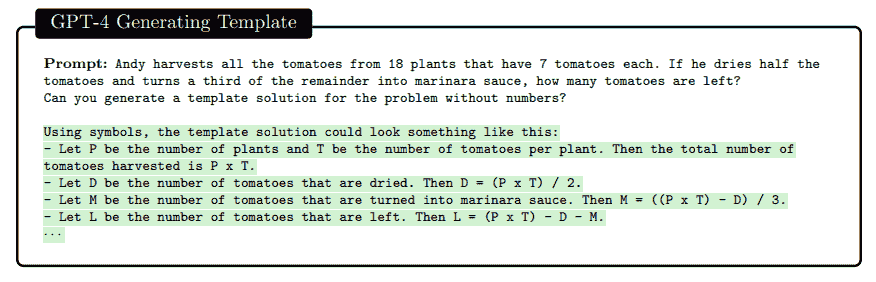 GPT-4 Generating Template
Prompt: Andy harvests all the tomatoes from 18 plants that have 7 tomatoes each. If he dries half the
tomatoes and turns a third of the remainder into marinara sauce, how many tomatoes are left?
Can you generate a template solution for the problem without numbers?
Using symbols, the template solution could look something like this:
- Let P be the number of plants and T be the number of tomatoes per plant. Then the total number of
tomatoes harvested is P x T.
- Let D be the number of tomatoes that are dried. Then D = (P x T) / 2.
- Let M be the number of tomatoes that are turned into marinara sauce. Then M = ((P x T) - D) / 3.
- Let L be the number of tomatoes that are left. Then L = (P x T) - D - M.
...